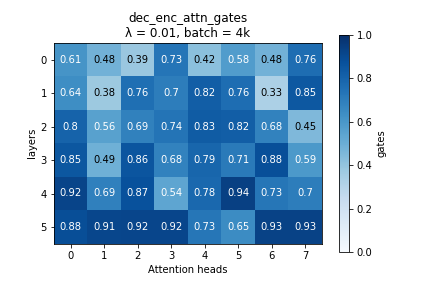 dec_enc_attn_gates
λ = 0.01, batch = 4k
layers
0 0.61 0.48 0.39 0.73 0.42 0.58 0.48 0.76
1 0.64 0.38 0.76 0.7 0.82 0.76 0.33 0.85
2 0.8 0.56 0.69 0.74 0.83 0.82 0.68 0.45
3 0.85 0.49 0.86 0.68 0.79 0.71 0.88 0.59
4 0.92 0.69 0.87 0.54 0.78 0.94 0.73 0.7
5 0.88 0.91 0.92 0.92 0.73 0.65 0.93 0.93
0 1 2 3 4 5 6 7
Attention heads
1.0
0.8
0.6
0.4
0.2
0.0
gates